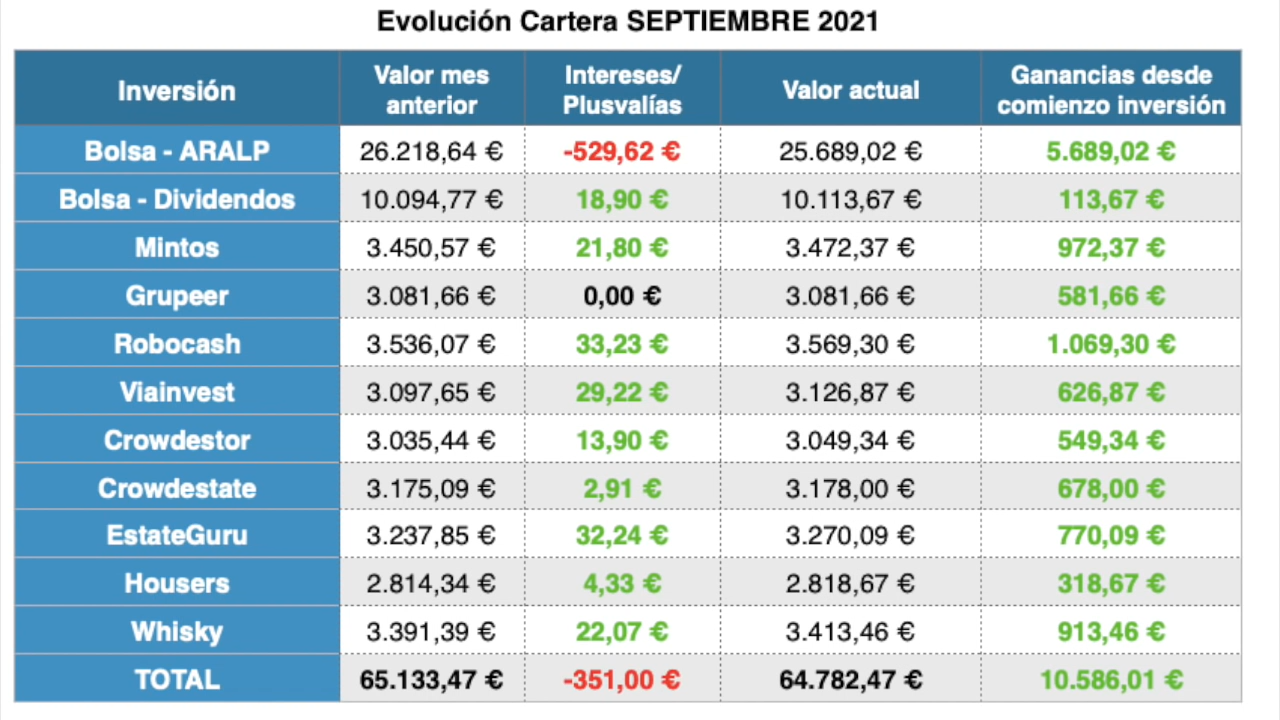 Evolución Cartera SEPTIEMBRE 2021
Inversión Valor mes anterior Intereses/ Plusvalías Valor actual Ganancias desde comienzo inversión
Bolsa - ARALP 26.218,64 € -529,62 € 25.689,02 € 5.689,02 €
Bolsa - Dividendos 10.094,77 € 18,90 € 10.113,67 € 113,67 €
Mintos 3.450,57 € 21,80 € 3.472,37 € 972,37 €
Grupeer 3.081,66 € 0,00 € 3.081,66 € 581,66 €
Robocash 3.536,07 € 33,23 € 3.569,30 € 1.069,30 €
Viainvest 3.097,65 € 29,22 € 3.126,87 € 626,87 €
Crowdestor 3.035,44 € 13,90 € 3.049,34 € 549,34 €
Crowdestate 3.175,09 € 2,91 € 3.178,00 € 678,00 €
EstateGuru 3.237,85 € 32,24 € 3.270,09 € 770,09 €
Housers 2.814,34 € 4,33 € 2.818,67 € 318,67 €
Whisky 3.391,39 € 22,07 € 3.413,46 € 913,46 €
TOTAL 65.133,47 € -351,00 € 64.782,47 € 10.586,01 €